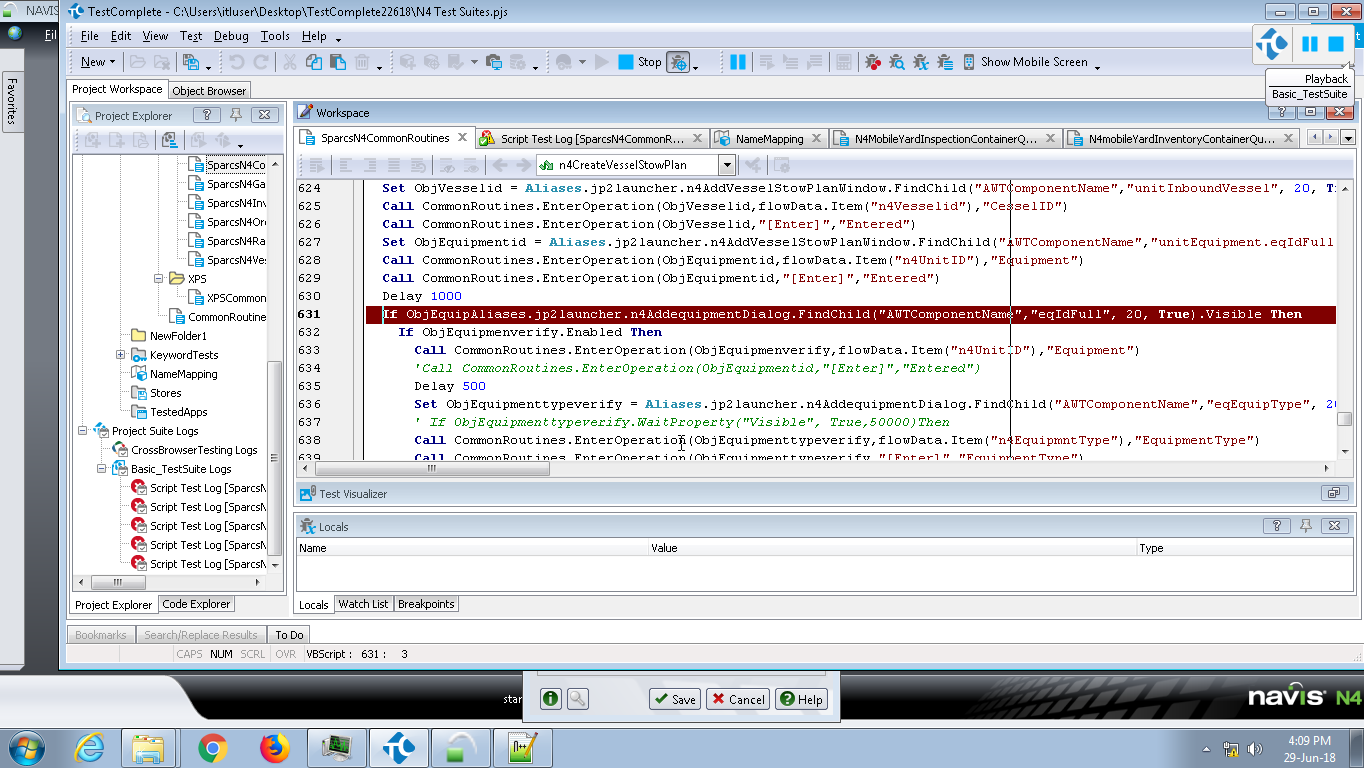 NAVIS
TestComplete - C:\Users\itluser\Desktop\TestComplete22618\N4 Test Suites.pjs
File Edit View Test Debug Tools Help
New Stop Show Mobile Screen
Playback
Basic_TestSuite
Favorites
Project Workspace Object Browser
Project Explorer
SparcsN4Co
SparcsN4Ga
SparcsN4Inv
SparcsN4Or
SparcsN4Ra
SparcsN4Ves
XPS
XPSCommon
CommonRoutine
NewFolder1
KeywordTests
NameMapping
Stores
TestedApps
Project Suite Logs
CrossBrowserTesting Logs
Basic_TestSuite Logs
Script Test Log [SparcsN
Script Test Log [SparcsN
Script Test Log [SparcsN
Script Test Log [SparcsN
Script Test Log [SparcsN
Project Explorer Code Explorer
Workspace
SparcsN4CommonRoutines Script Test Log [SparcsN4CommonR... NameMapping N4MobileYardInspectionContainerQ... N4mobileYardInventoryContainerQu...
n4CreateVesselStowPlan
624 Set ObjVesselid = Aliases.jp2launcher.n4AddVesselStowPlanWindow.FindChild("AWTComponentName","unitInboundVessel", 20, T
625 Call CommonRoutines.EnterOperation(ObjVesselid,flowData.Item("n4Vesselid"),"CesselID")
626 Call CommonRoutines.EnterOperation(ObjVesselid,"[Enter]","Entered")
627 Set ObjEquipmentid = Aliases.jp2launcher.n4AddVesselStowPlanWindow.FindChild("AWTComponentName","unitEquipment.eqIdFull
628 Call CommonRoutines.EnterOperation(ObjEquipmentid,flowData.Item("n4UnitID"),"Equipment")
629 Call CommonRoutines.EnterOperation(ObjEquipmentid,"[Enter]","Entered")
630 Delay 1000
631 If ObjEquipAliases.jp2launcher.n4AddequipmentDialog.FindChild("AWTComponentName","eqIdFull", 20, True).Visible Then
632 If ObjEquipmenverify.Enabled Then
633 Call CommonRoutines.EnterOperation(ObjEquipmenverify,flowData.Item("n4UnitID"),"Equipment")
634 'Call CommonRoutines.EnterOperation(ObjEquipmentid,"[Enter]","Entered")
635 Delay 500
636 Set ObjEquipmenttypeverify = Aliases.jp2launcher.n4AddequipmentDialog.FindChild("AWTComponentName","eqEquipType", 20
637 ' If ObjEquipmenttypeverify.WaitProperty("Visible", True,50000)Then
638 Call CommonRoutines.EnterOperation(ObjEquipmenttypeverify,flowData.Item("n4EquipmntType"),"EquipmentType")
639 Call CommonRoutines.EnterOperation(ObjEquipmenttypeverify,"[Enter]","EquipmentType")
Test Visualizer
Locals
Name Value Type
Locals Watch List Breakpoints
Bookmarks Search/Replace Results To Do
CAPS NUM SCRL OVR VBScript : 631 : 3
star
Save Cancel Help
navis N4
4:09 PM
29-Jun-18